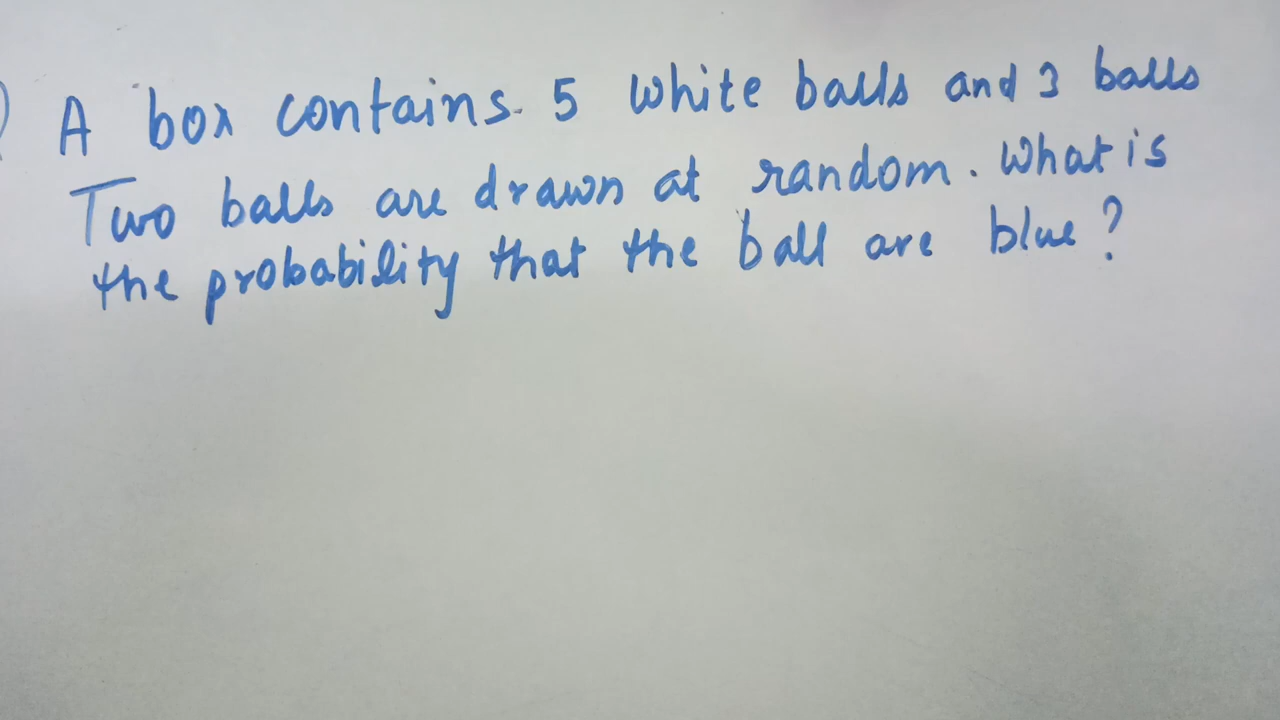 ) A box contains. 5 white balls and 3 balls
Two balls are drawn at random. What is
the probability that the ball are blue?